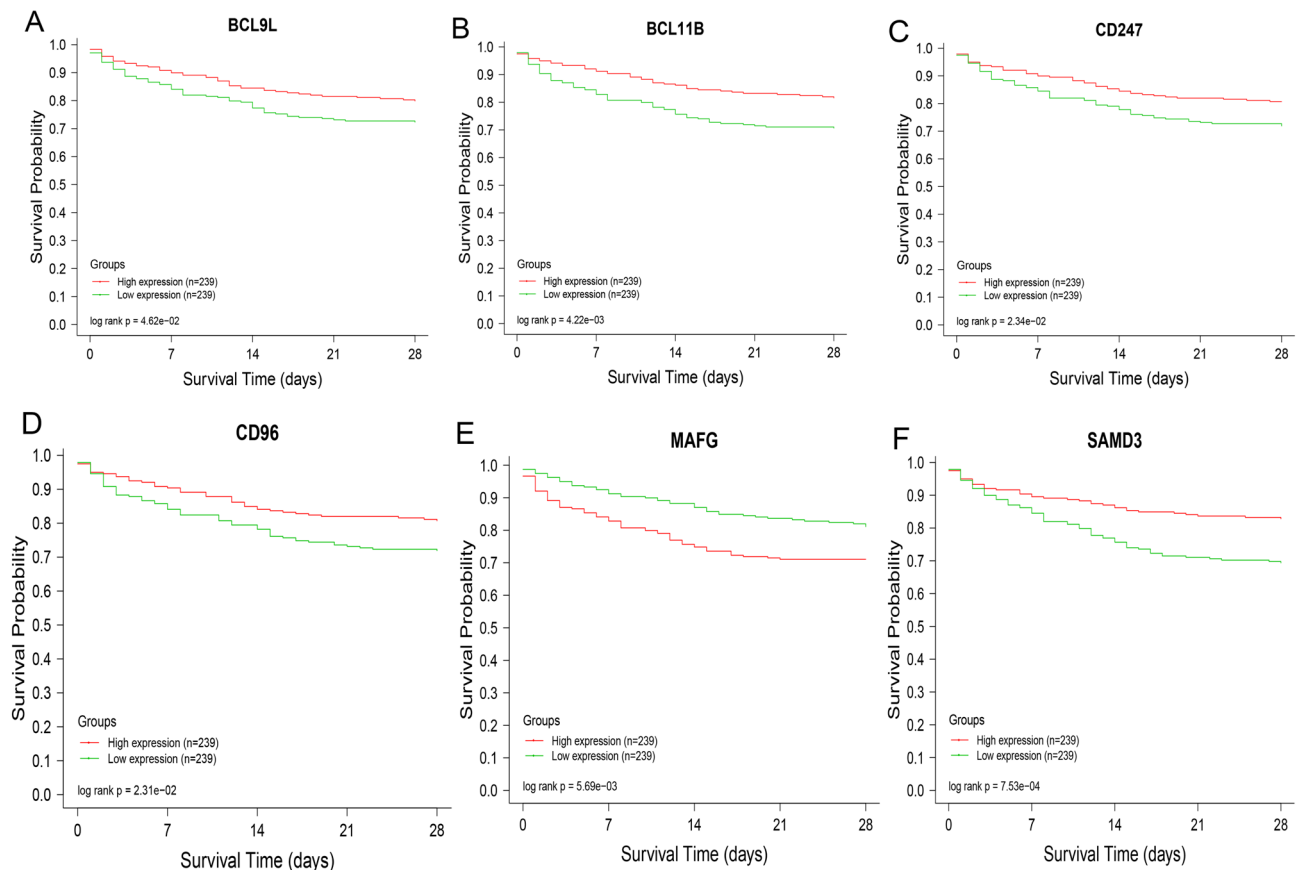 A
BCL9L
1.0
0.9
0.8
0.7
0.6
0.5
0.4
0.3
0.2
0.1
0.0
Survival Probability
Groups
High expression (n=239)
Low expression (n=239)
log rank p = 4.62e−02
0 7 14 21 28
Survival Time (days)
B
BCL11B
1.0
0.9
0.8
0.7
0.6
0.5
0.4
0.3
0.2
0.1
0.0
Survival Probability
Groups
High expression (n=239)
Low expression (n=239)
log rank p = 4.22e−03
0 7 14 21 28
Survival Time (days)
C
CD247
1.0
0.9
0.8
0.7
0.6
0.5
0.4
0.3
0.2
0.1
0.0
Survival Probability
Groups
High expression (n=239)
Low expression (n=239)
log rank p = 2.34e−02
0 7 14 21 28
Survival Time (days)
D
CD96
1.0
0.9
0.8
0.7
0.6
0.5
0.4
0.3
0.2
0.1
0.0
Survival Probability
Groups
High expression (n=239)
Low expression (n=239)
log rank p = 2.31e−02
0 7 14 21 28
Survival Time (days)
E
MAFG
1.0
0.9
0.8
0.7
0.6
0.5
0.4
0.3
0.2
0.1
0.0
Survival Probability
Groups
High expression (n=239)
Low expression (n=239)
log rank p = 5.69e−03
0 7 14 21 28
Survival Time (days)
F
SAMD3
1.0
0.9
0.8
0.7
0.6
0.5
0.4
0.3
0.2
0.1
0.0
Survival Probability
Groups
High expression (n=239)
Low expression (n=239)
log rank p = 7.53e−04
0 7 14 21 28
Survival Time (days)